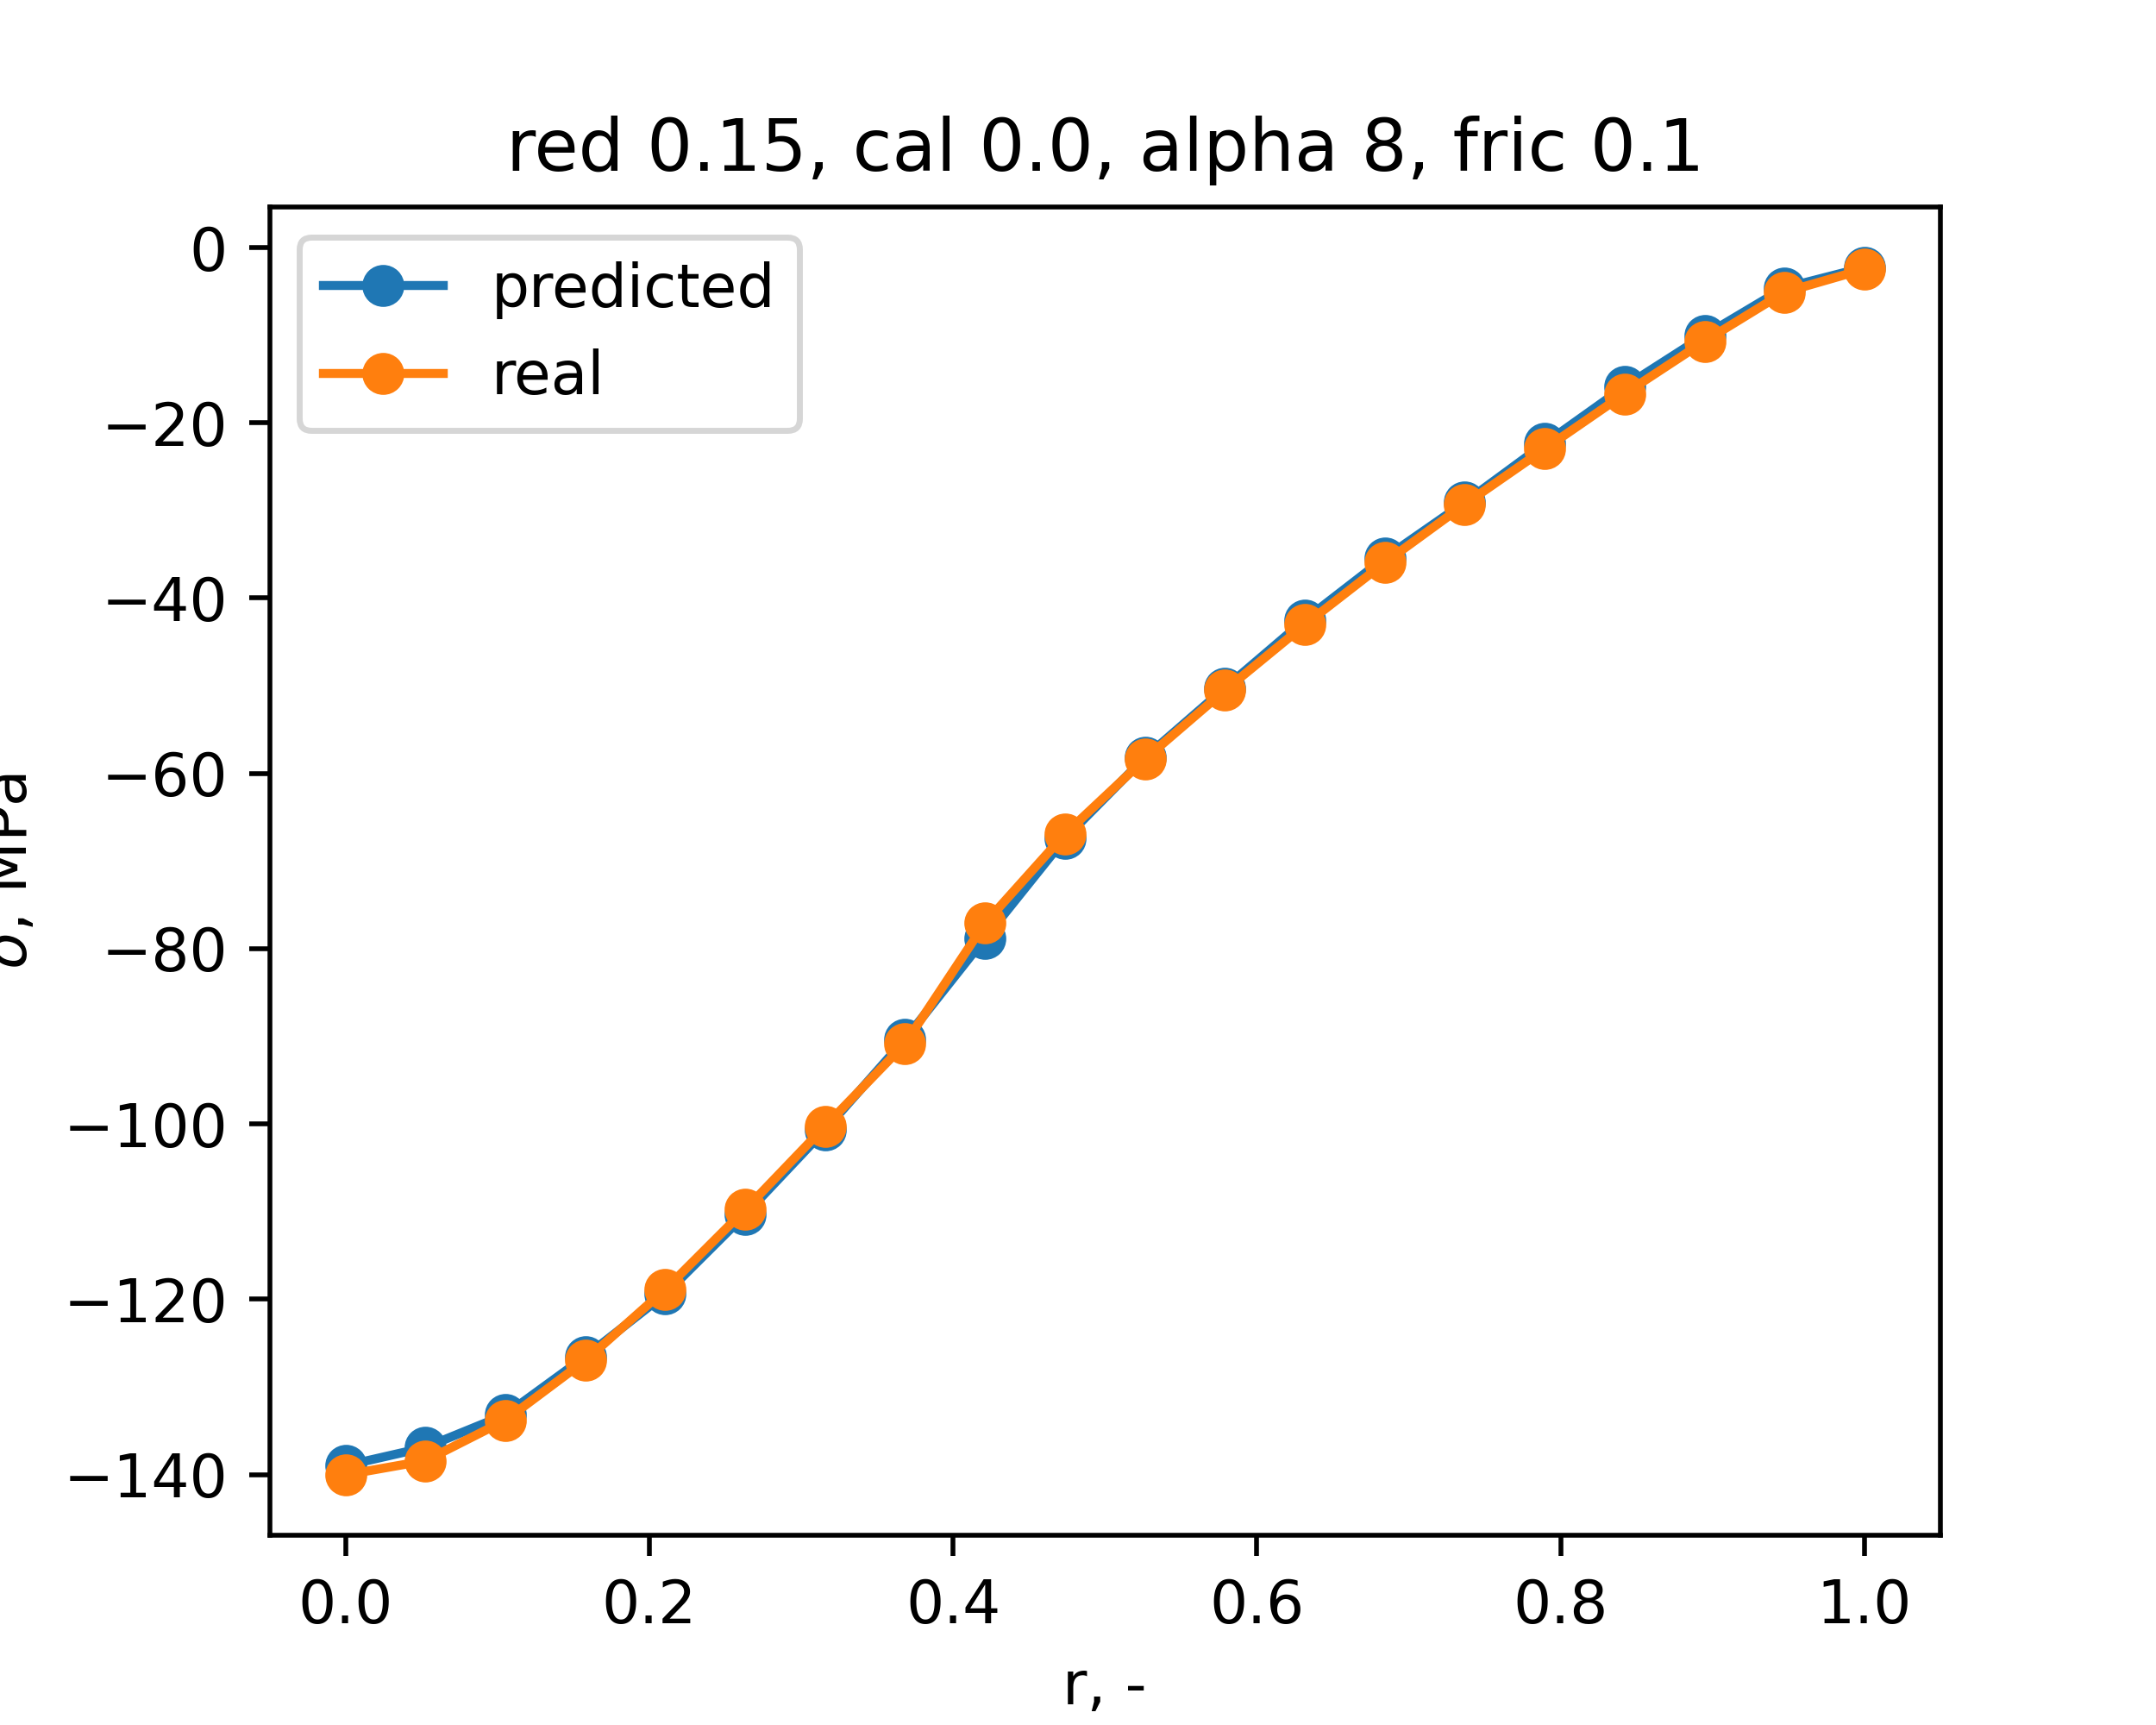 red 0.15, cal 0.0, alpha 8, fric 0.1
predicted
real
0
−20
−40
−60
−80
−100
−120
−140
, MPa
0.0 0.2 0.4 0.6 0.8 1.0
r, -